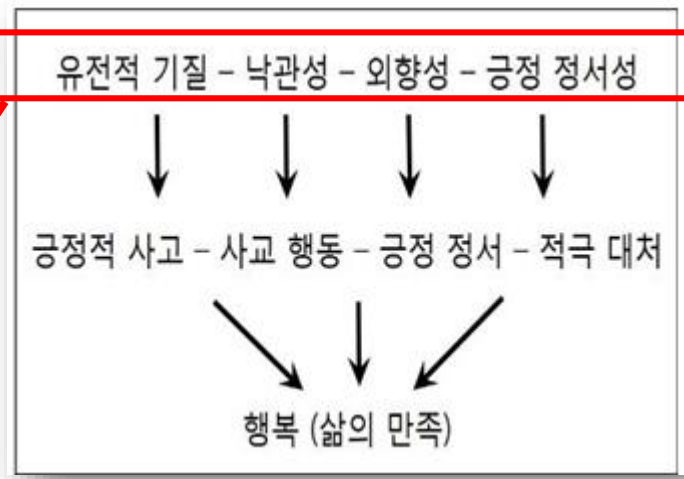 유전적 기질 – 낙관성 – 외향성 – 긍정 정서성
긍정적 사고 – 사교 행동 – 긍정 정서 – 적극 대처
행복 (삶의 만족)